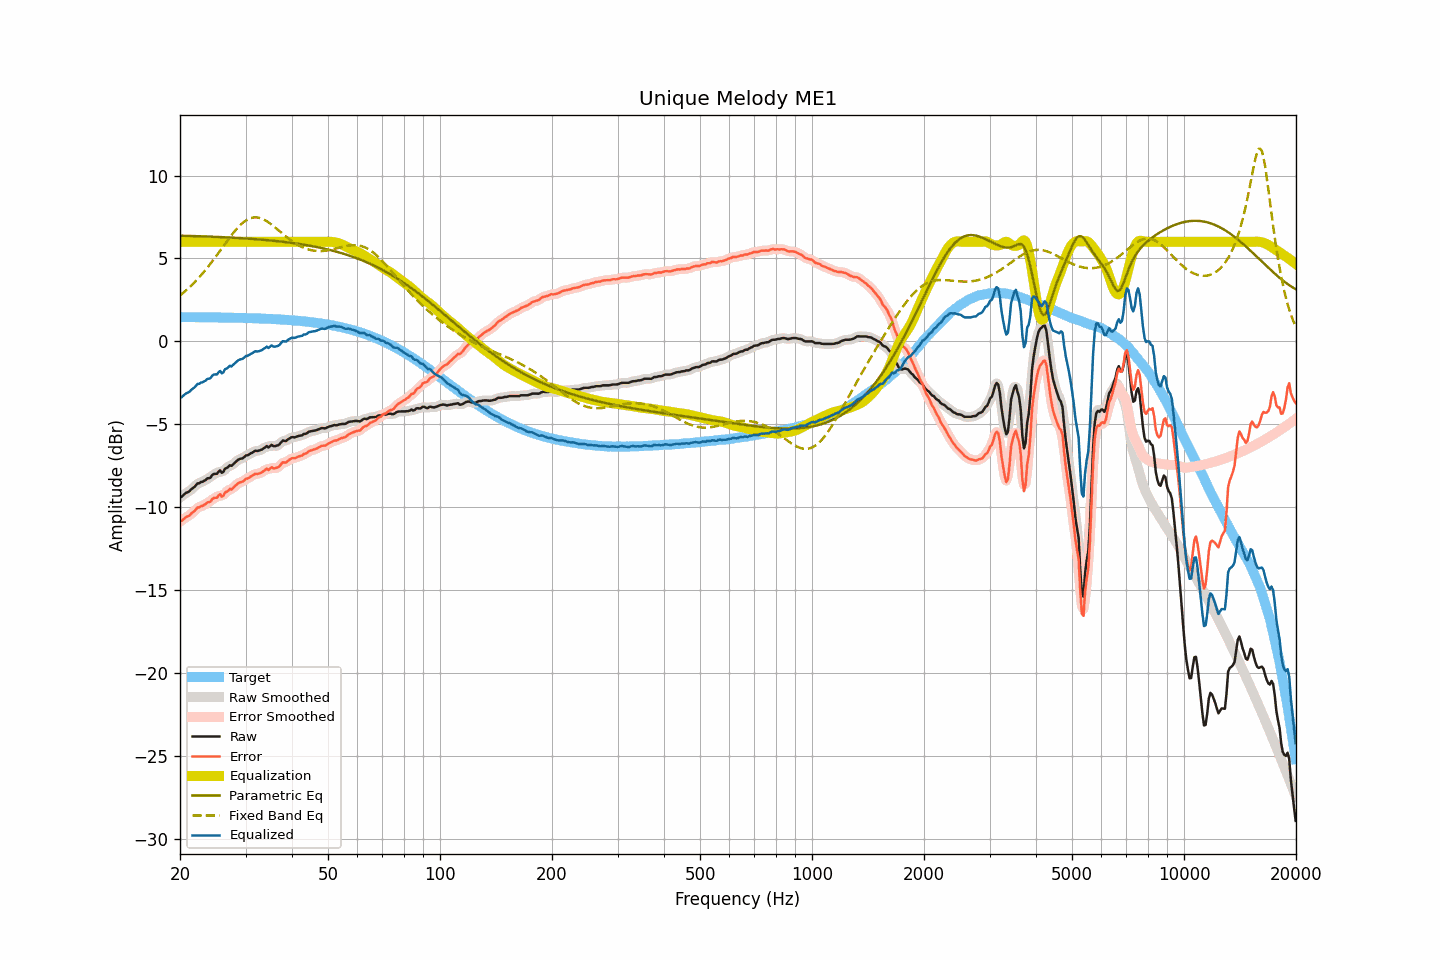 Unique Melody ME1
10
5
0
−5
−10
−15
−20
−25
−30
Amplitude (dBr)
Target
Raw Smoothed
Error Smoothed
Raw
Error
Equalization
Parametric Eq
Fixed Band Eq
Equalized
20 50 100 200 500 1000 2000 5000 10000 20000
Frequency (Hz)